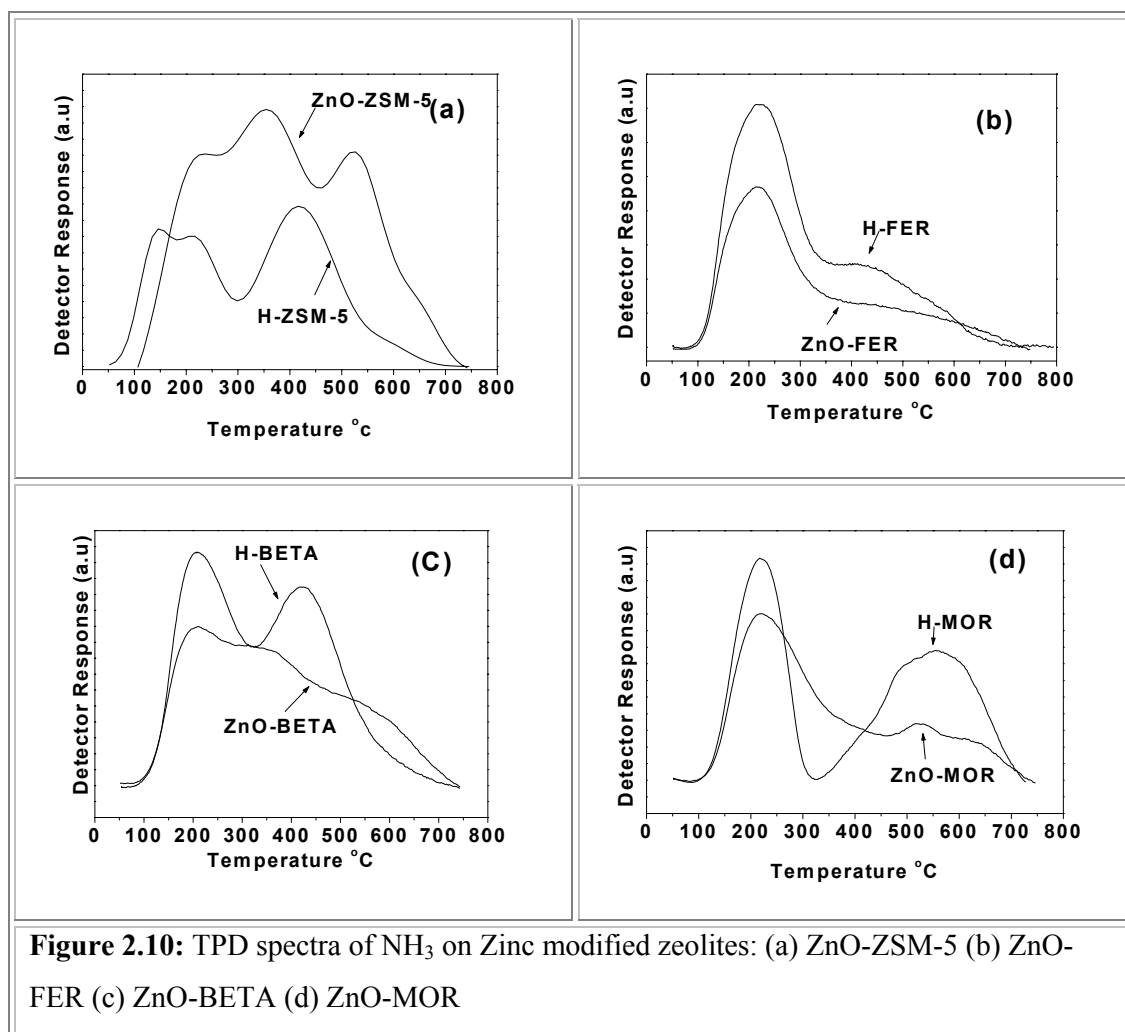 ZnO-ZSM-5
(a)
H-ZSM-5
Detector Response (a.u)
0 100 200 300 400 500 600 700 800
Temperature °c
(b)
H-FER
ZnO-FER
Detector Response (a.u)
0 100 200 300 400 500 600 700 800
Temperature °C
H-BETA
(C)
ZnO-BETA
Detector Response (a.u)
0 100 200 300 400 500 600 700 800
Temperature °C
(d)
H-MOR
ZnO-MOR
Detector Response (a.u)
0 100 200 300 400 500 600 700 800
Temperature °C
Figure 2.10: TPD spectra of NH₃ on Zinc modified zeolites: (a) ZnO-ZSM-5 (b) ZnO-
FER (c) ZnO-BETA (d) ZnO-MOR